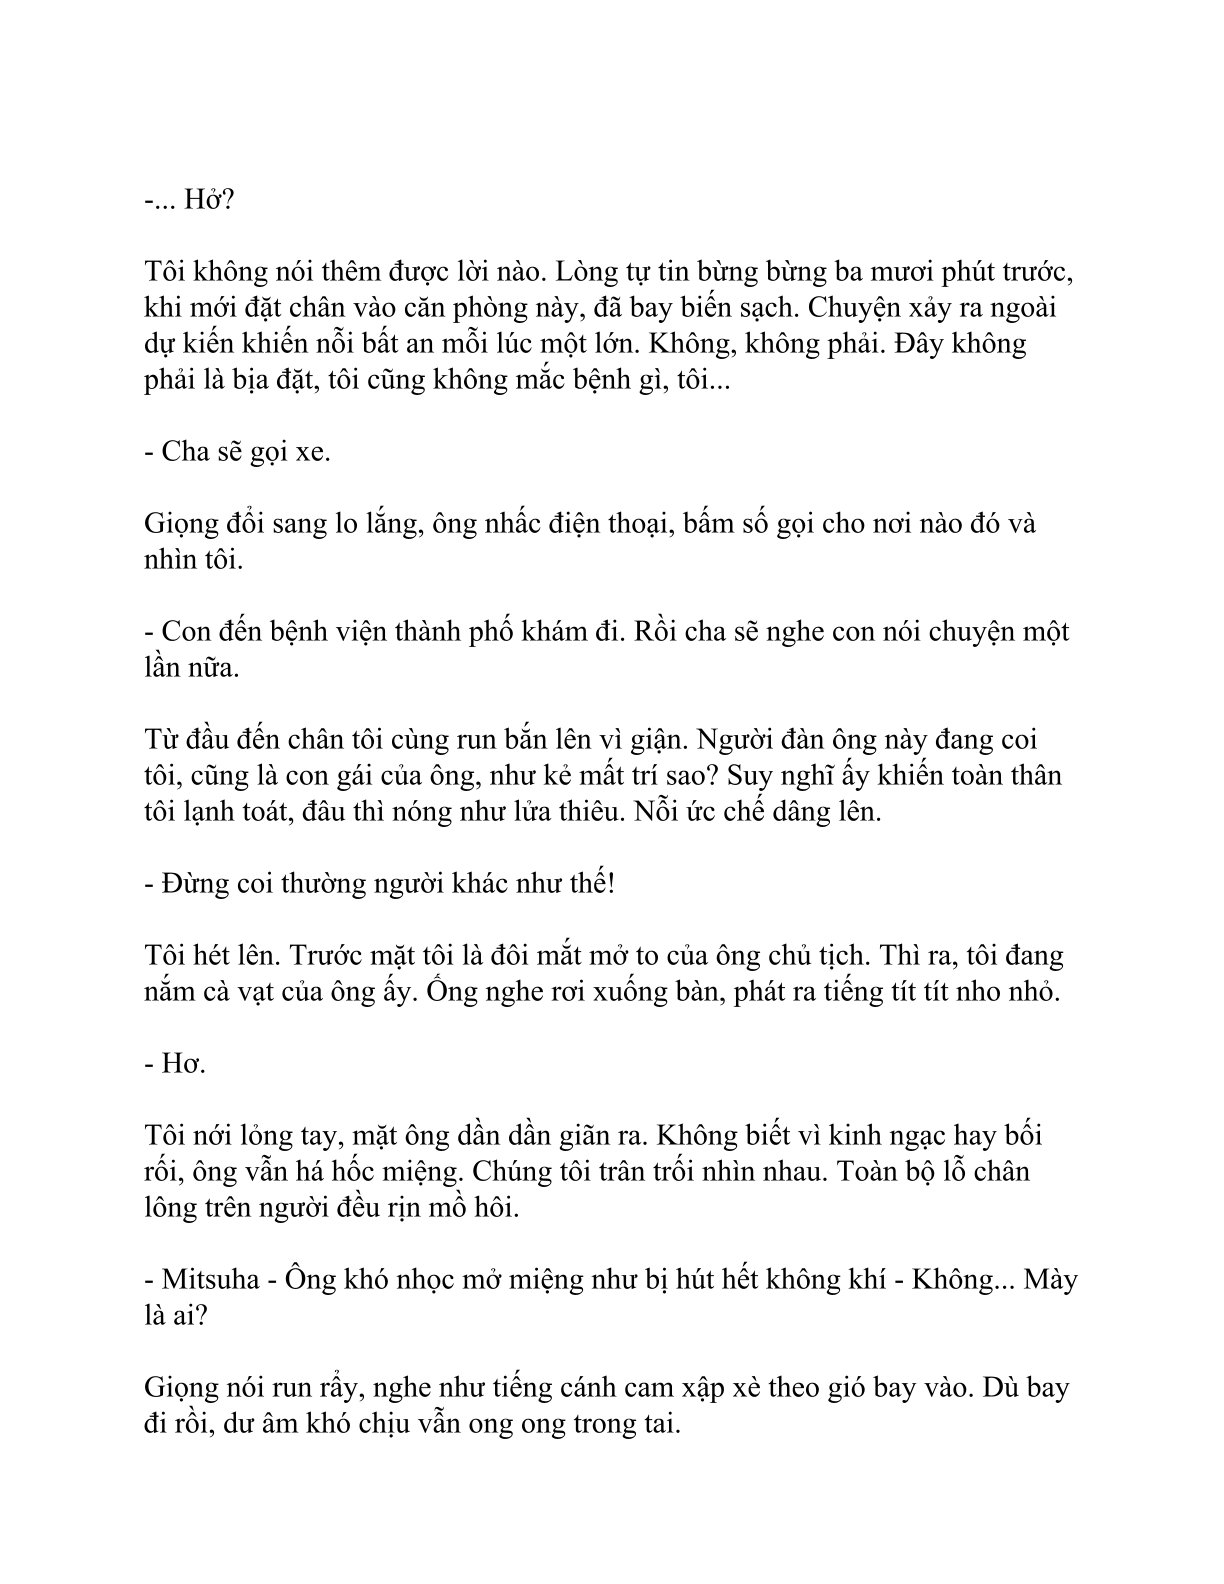 -... Hở?
Tôi không nói thêm được lời nào. Lòng tự tin bừng bừng ba mươi phút trước,
khi mới đặt chân vào căn phòng này, đã bay biến sạch. Chuyện xảy ra ngoài
dự kiến khiến nỗi bất an mỗi lúc một lớn. Không, không phải. Đây không
phải là bịa đặt, tôi cũng không mắc bệnh gì, tôi...
- Cha sẽ gọi xe.
Giọng đổi sang lo lắng, ông nhấc điện thoại, bấm số gọi cho nơi nào đó và
nhìn tôi.
- Con đến bệnh viện thành phố khám đi. Rồi cha sẽ nghe con nói chuyện một
lần nữa.
Từ đầu đến chân tôi cùng run bắn lên vì giận. Người đàn ông này đang coi
tôi, cũng là con gái của ông, như kẻ mất trí sao? Suy nghĩ ấy khiến toàn thân
tôi lạnh toát, đâu thì nóng như lửa thiêu. Nỗi ức chế dâng lên.
- Đừng coi thường người khác như thế!
Tôi hét lên. Trước mặt tôi là đôi mắt mở to của ông chủ tịch. Thì ra, tôi đang
nắm cà vạt của ông ấy. Ống nghe rơi xuống bàn, phát ra tiếng tít tít nho nhỏ.
- Hơ.
Tôi nới lỏng tay, mặt ông dần dần giãn ra. Không biết vì kinh ngạc hay bối
rối, ông vẫn há hốc miệng. Chúng tôi trân trối nhìn nhau. Toàn bộ lỗ chân
lông trên người đều rịn mồ hôi.
- Mitsuha - Ông khó nhọc mở miệng như bị hút hết không khí - Không... Mày
là ai?
Giọng nói run rẩy, nghe như tiếng cánh cam xập xè theo gió bay vào. Dù bay
đi rồi, dư âm khó chịu vẫn ong ong trong tai.